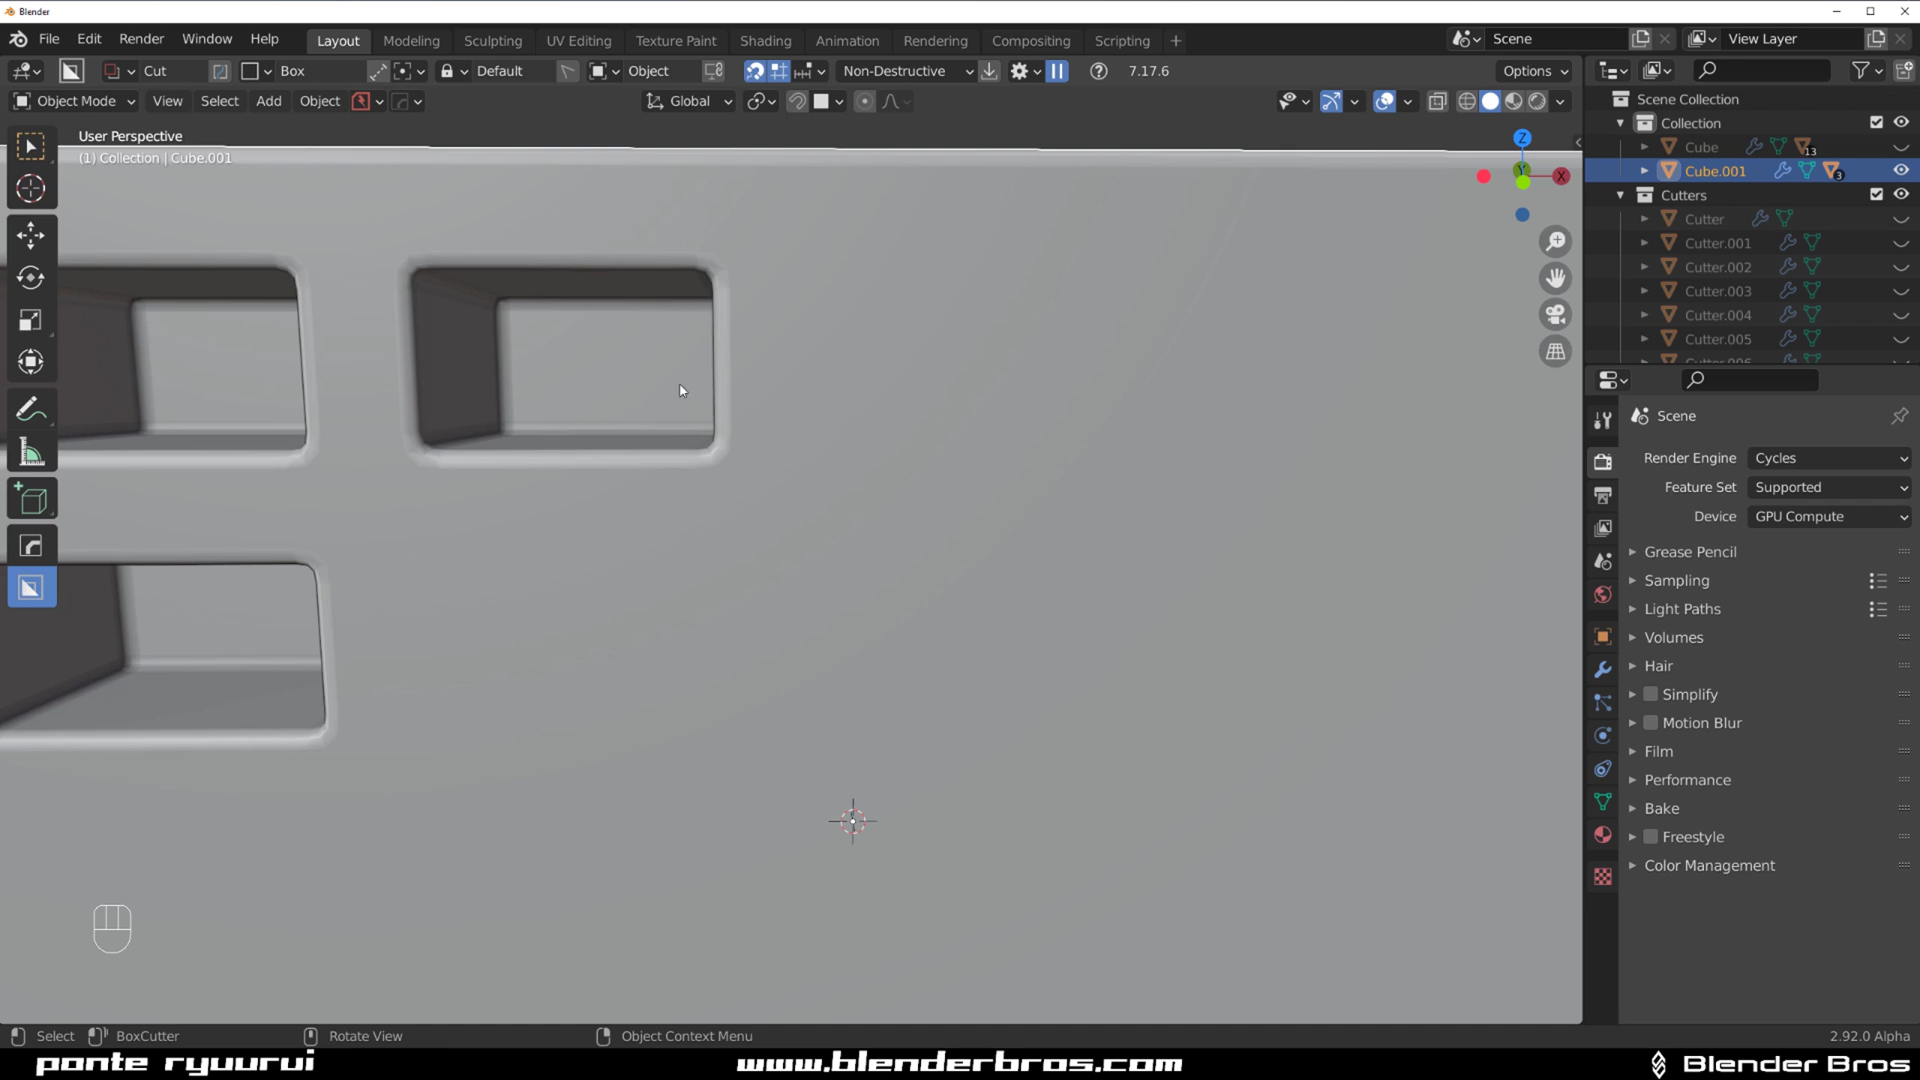 Blender
File Edit Render Window Help Layout Modeling Sculpting UV Editing Texture Paint Shading Animation Rendering Compositing Scripting + Scene View Layer
Cut Box Default Object Non-Destructive 7.17.6 Options
Object Mode View Select Add Object Global
User Perspective
(1) Collection | Cube.001
Z
Y
X
Scene Collection
Collection
Cube 13
Cube.001 3
Cutters
Cutter
Cutter.001
Cutter.002
Cutter.003
Cutter.004
Cutter.005
Cutter.006
Scene
Render Engine Cycles
Feature Set Supported
Device GPU Compute
Grease Pencil
Sampling
Light Paths
Volumes
Hair
Simplify
Motion Blur
Film
Performance
Bake
Freestyle
Color Management
Select BoxCutter Rotate View Object Context Menu 2.92.0 Alpha
ponte ryuurui www.blenderbros.com Blender Bros